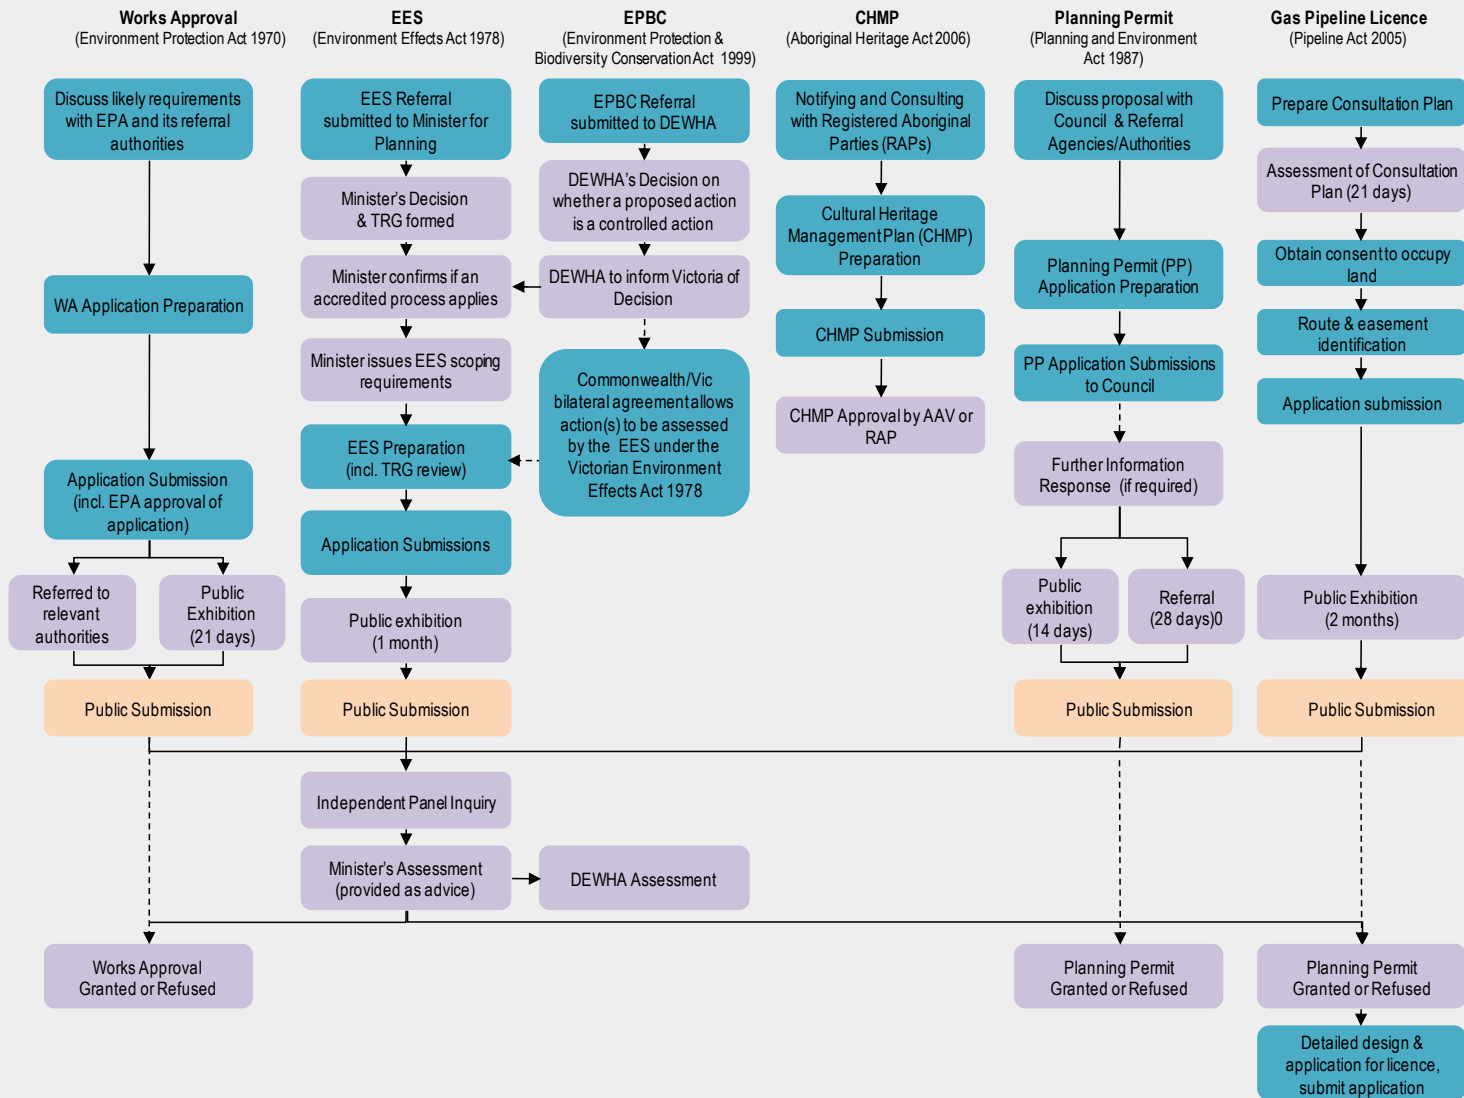 Works Approval
(Environment Protection Act 1970)
Discuss likely requirements
with EPA and its referral
authorities
WA Application Preparation
Application Submission
(incl. EPA approval of
application)
Referred to
relevant
authorities
Public
Exhibition
(21 days)
Public Submission
Works Approval
Granted or Refused
EES
(Environment Effects Act 1978)
EES Referral
submitted to Minister for
Planning
Minister's Decision
& TRG formed
Minister confirms if an
accredited process applies
Minister issues EES scoping
requirements
EES Preparation
(incl. TRG review)
Application Submissions
Public exhibition
(1 month)
Public Submission
Independent Panel Inquiry
Minister's Assessment
(provided as advice)
EPBC
(Environment Protection &
Biodiversity Conservation Act 1999)
EPBC Referral
submitted to DEWHA
DEWHA's Decision on
whether a proposed action
is a controlled action
DEWHA to inform Victoria of
Decision
Commonwealth/Vic
bilateral agreement allows
action(s) to be assessed
by the EES under the
Victorian Environment
Effects Act 1978
DEWHA Assessment
CHMP
(Aboriginal Heritage Act 2006)
Notifying and Consulting
with Registered Aboriginal
Parties (RAPs)
Cultural Heritage
Management Plan (CHMP)
Preparation
CHMP Submission
CHMP Approval by AAV or
RAP
Planning Permit
(Planning and Environment
Act 1987)
Discuss proposal with
Council & Referral
Agencies/Authorities
Planning Permit (PP)
Application Preparation
PP Application Submissions
to Council
Further Information
Response (if required)
Public
exhibition
(14 days)
Referral
(28 days)0
Public Submission
Planning Permit
Granted or Refused
Gas Pipeline Licence
(Pipeline Act 2005)
Prepare Consultation Plan
Assessment of Consultation
Plan (21 days)
Obtain consent to occupy
land
Route & easement
identification
Application submission
Public Exhibition
(2 months)
Public Submission
Planning Permit
Granted or Refused
Detailed design &
application for licence,
submit application